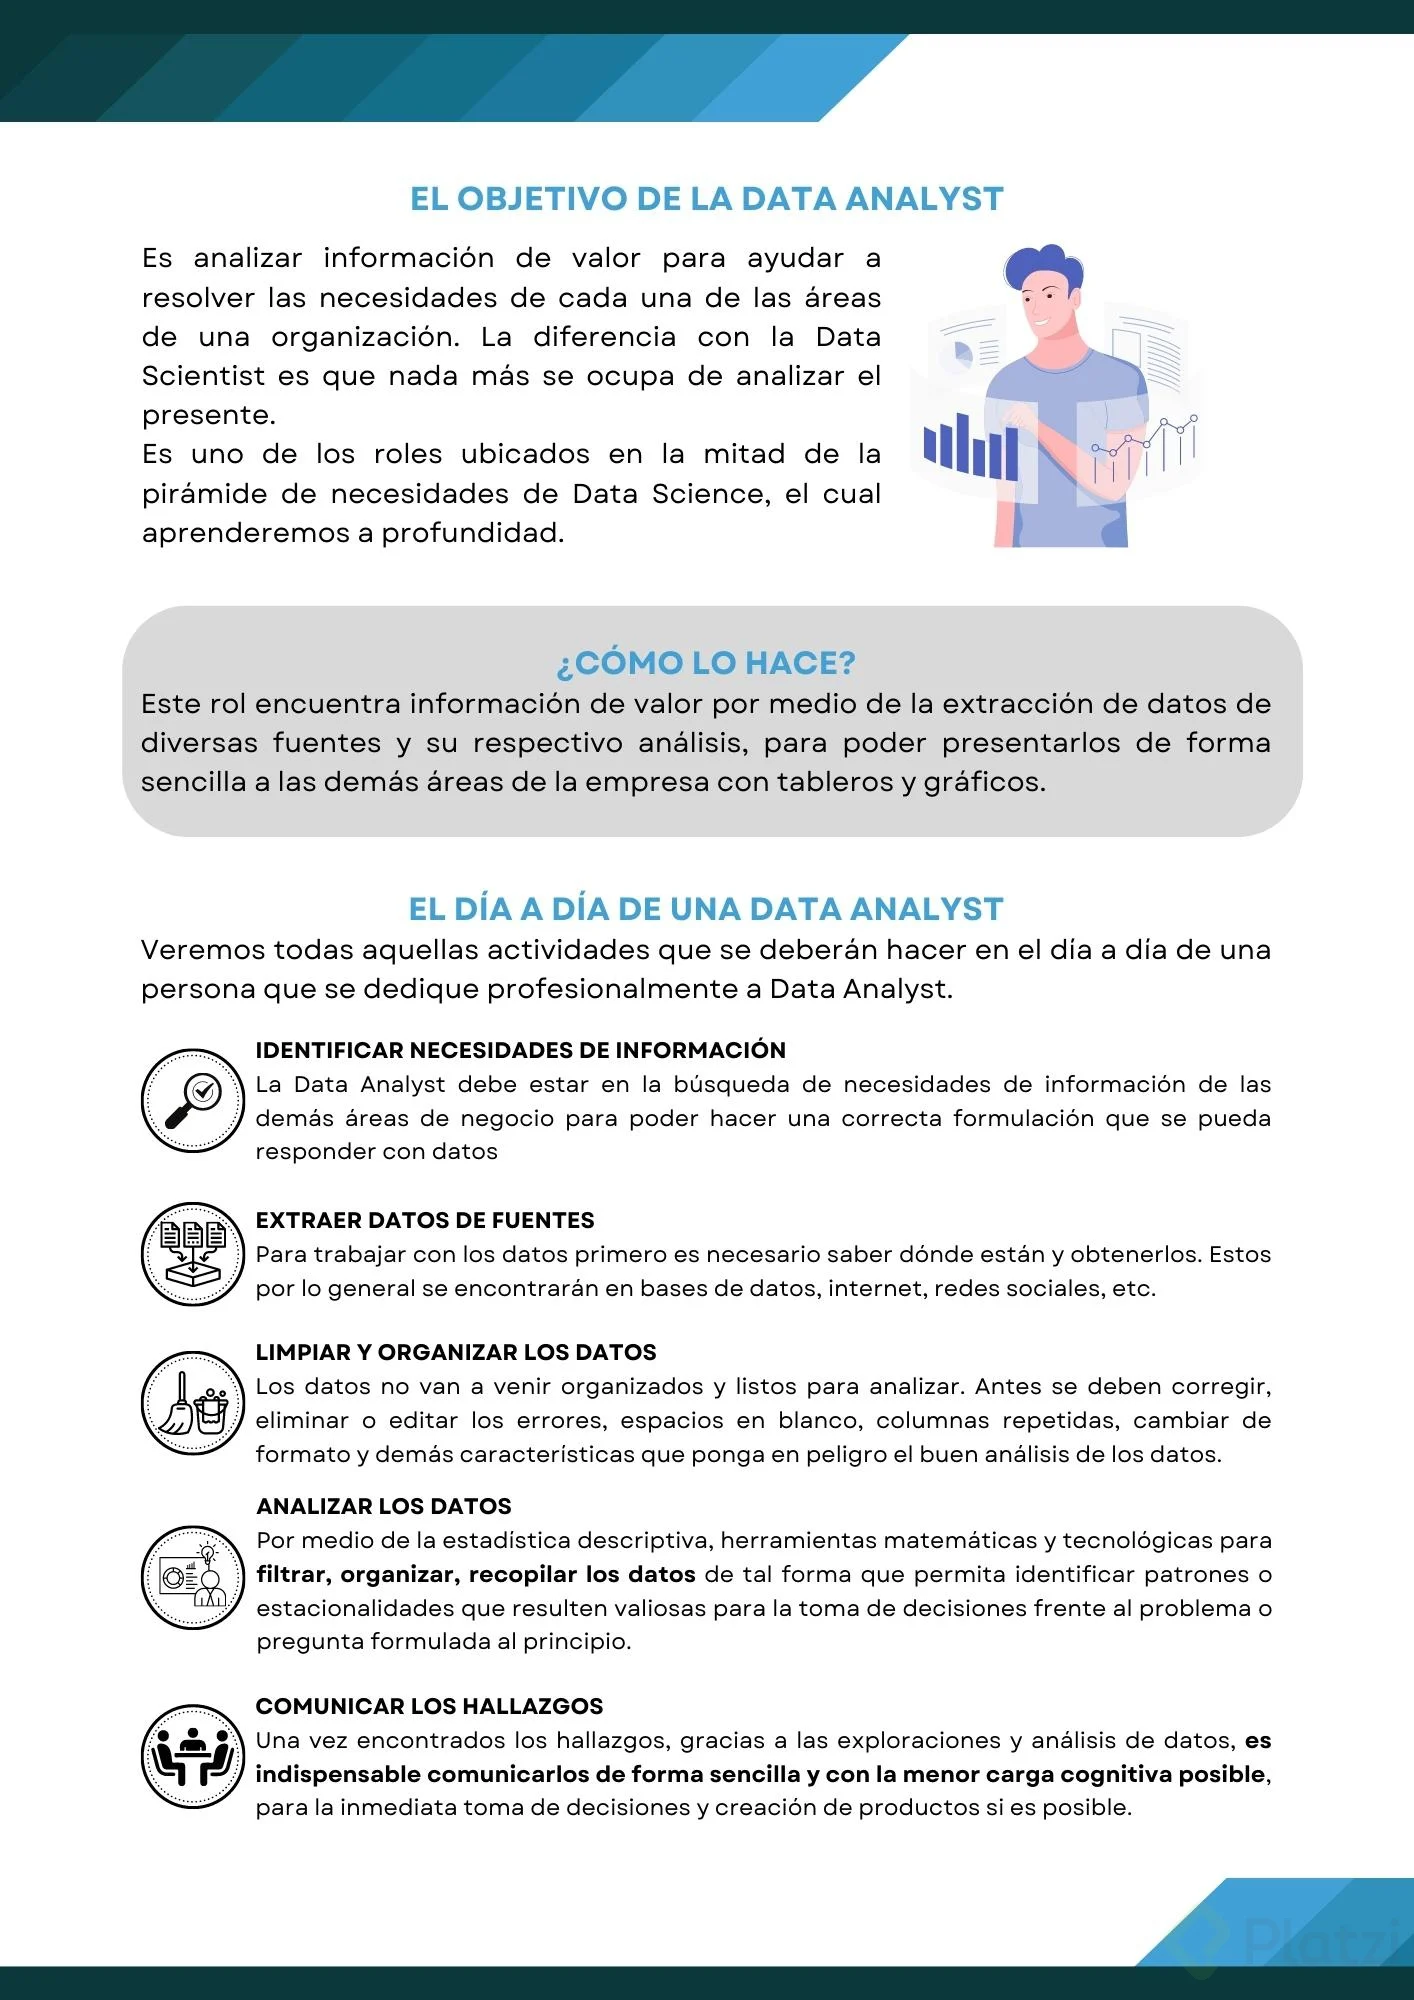 EL OBJETIVO DE LA DATA ANALYST
Es analizar información de valor para ayudar a
resolver las necesidades de cada una de las áreas
de una organización. La diferencia con la Data
Scientist es que nada más se ocupa de analizar el
presente.
Es uno de los roles ubicados en la mitad de la
pirámide de necesidades de Data Science, el cual
aprenderemos a profundidad.
¿CÓMO LO HACE?
Este rol encuentra información de valor por medio de la extracción de datos de
diversas fuentes y su respectivo análisis, para poder presentarlos de forma
sencilla a las demás áreas de la empresa con tableros y gráficos.
EL DÍA A DÍA DE UNA DATA ANALYST
Veremos todas aquellas actividades que se deberán hacer en el día a día de una
persona que se dedique profesionalmente a Data Analyst.
IDENTIFICAR NECESIDADES DE INFORMACIÓN
La Data Analyst debe estar en la búsqueda de necesidades de información de las
demás áreas de negocio para poder hacer una correcta formulación que se pueda
responder con datos
EXTRAER DATOS DE FUENTES
Para trabajar con los datos primero es necesario saber dónde están y obtenerlos. Estos
por lo general se encontrarán en bases de datos, internet, redes sociales, etc.
LIMPIAR Y ORGANIZAR LOS DATOS
Los datos no van a venir organizados y listos para analizar. Antes se deben corregir,
eliminar o editar los errores, espacios en blanco, columnas repetidas, cambiar de
formato y demás características que ponga en peligro el buen análisis de los datos.
ANALIZAR LOS DATOS
Por medio de la estadística descriptiva, herramientas matemáticas y tecnológicas para
filtrar, organizar, recopilar los datos de tal forma que permita identificar patrones o
estacionalidades que resulten valiosas para la toma de decisiones frente al problema o
pregunta formulada al principio.
COMUNICAR LOS HALLAZGOS
Una vez encontrados los hallazgos, gracias a las exploraciones y análisis de datos, es
indispensable comunicarlos de forma sencilla y con la menor carga cognitiva posible,
para la inmediata toma de decisiones y creación de productos si es posible.
Platzi